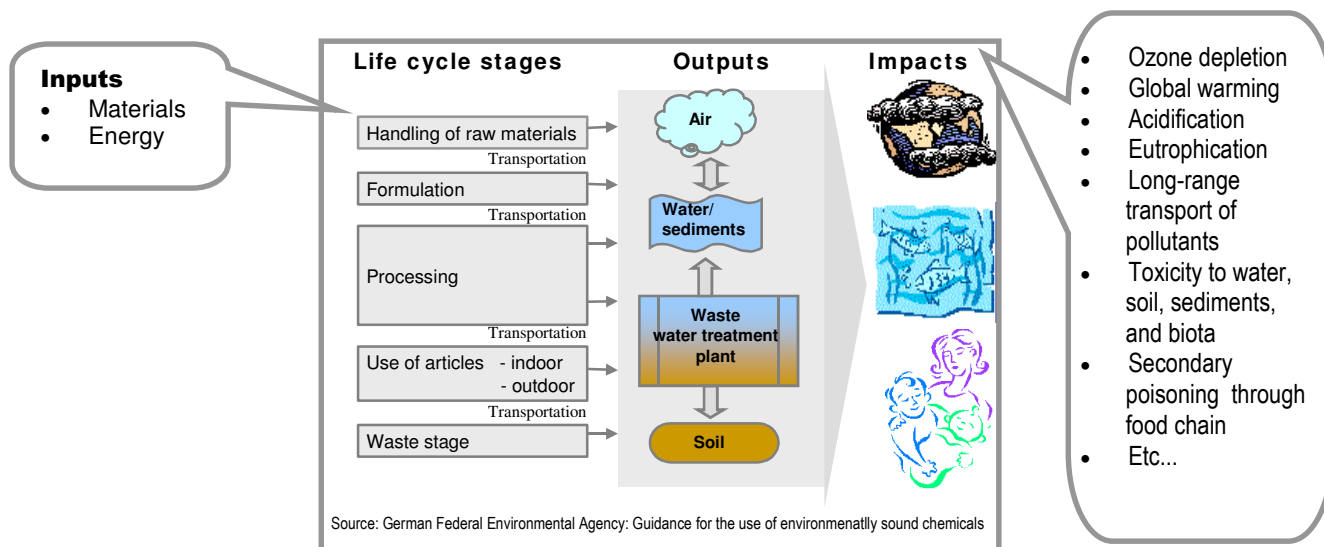 Inputs
• Materials
• Energy
Life cycle stages
Handling of raw materials
Transportation
Formulation
Transportation
Processing
Transportation
Use of articles - indoor
- outdoor
Transportation
Waste stage
Outputs
Air
Water/
sediments
Waste
water treatment
plant
Soil
Impacts
Source: German Federal Environmental Agency: Guidance for the use of environmenatlly sound chemicals
• Ozone depletion
• Global warming
• Acidification
• Eutrophication
• Long-range
transport of
pollutants
• Toxicity to water,
soil, sediments,
and biota
• Secondary
poisoning through
food chain
• Etc...